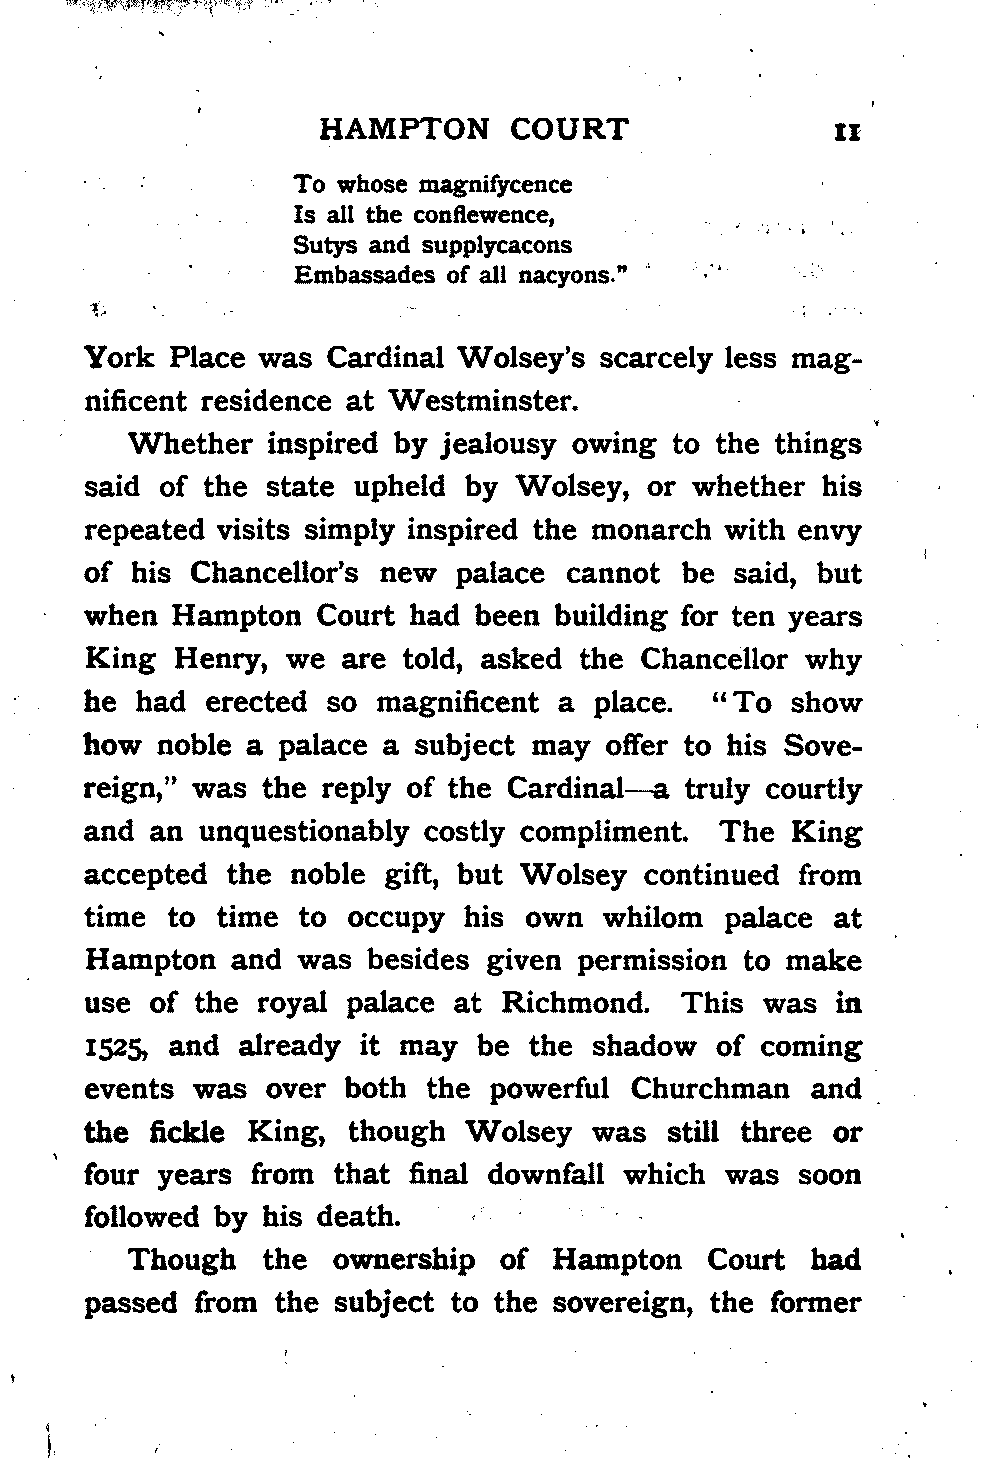 HAMPTON COURT 11
To whose magnifycence
Is all the conflewence,
Sutys and supplycacons
Embassades of all nacyons."
York Place was Cardinal Wolsey's scarcely less mag-
nificent residence at Westminster.
Whether inspired by jealousy owing to the things
said of the state upheld by Wolsey, or whether his
repeated visits simply inspired the monarch with envy
of his Chancellor's new palace cannot be said, but
when Hampton Court had been building for ten years
King Henry, we are told, asked the Chancellor why
he had erected so magnificent a place. "To show
how noble a palace a subject may offer to his Sove-
reign," was the reply of the Cardinal—a truly courtly
and an unquestionably costly compliment. The King
accepted the noble gift, but Wolsey continued from
time to time to occupy his own whilom palace at
Hampton and was besides given permission to make
use of the royal palace at Richmond. This was in
1525, and already it may be the shadow of coming
events was over both the powerful Churchman and
the fickle King, though Wolsey was still three or
four years from that final downfall which was soon
followed by his death.
Though the ownership of Hampton Court had
passed from the subject to the sovereign, the former